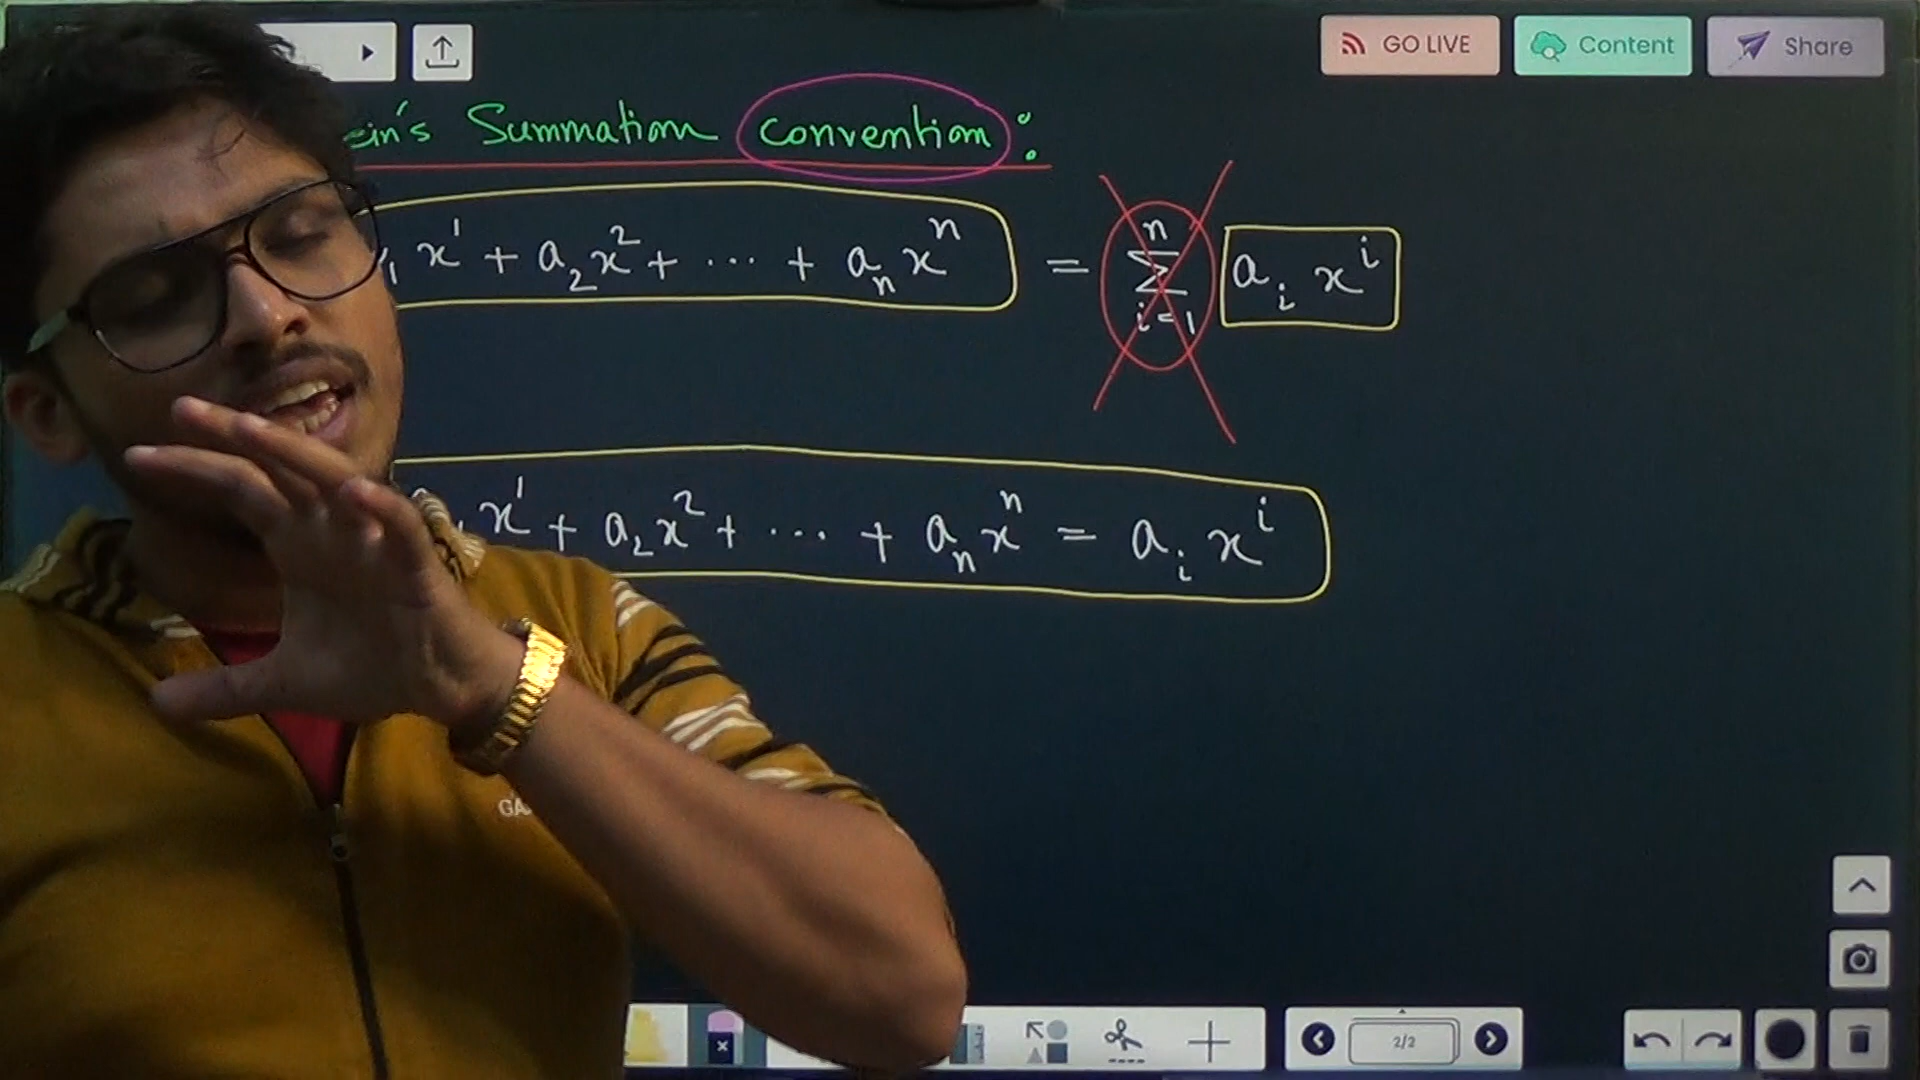 GO LIVE
Content
Share
ein's Summation convention:
x¹ + a₂x² + ... + aₙxⁿ = Σⁿᵢ₌₁ aᵢ xⁱ
x¹ + a₂x² + ... + aₙxⁿ = aᵢ xⁱ
GA
2/2